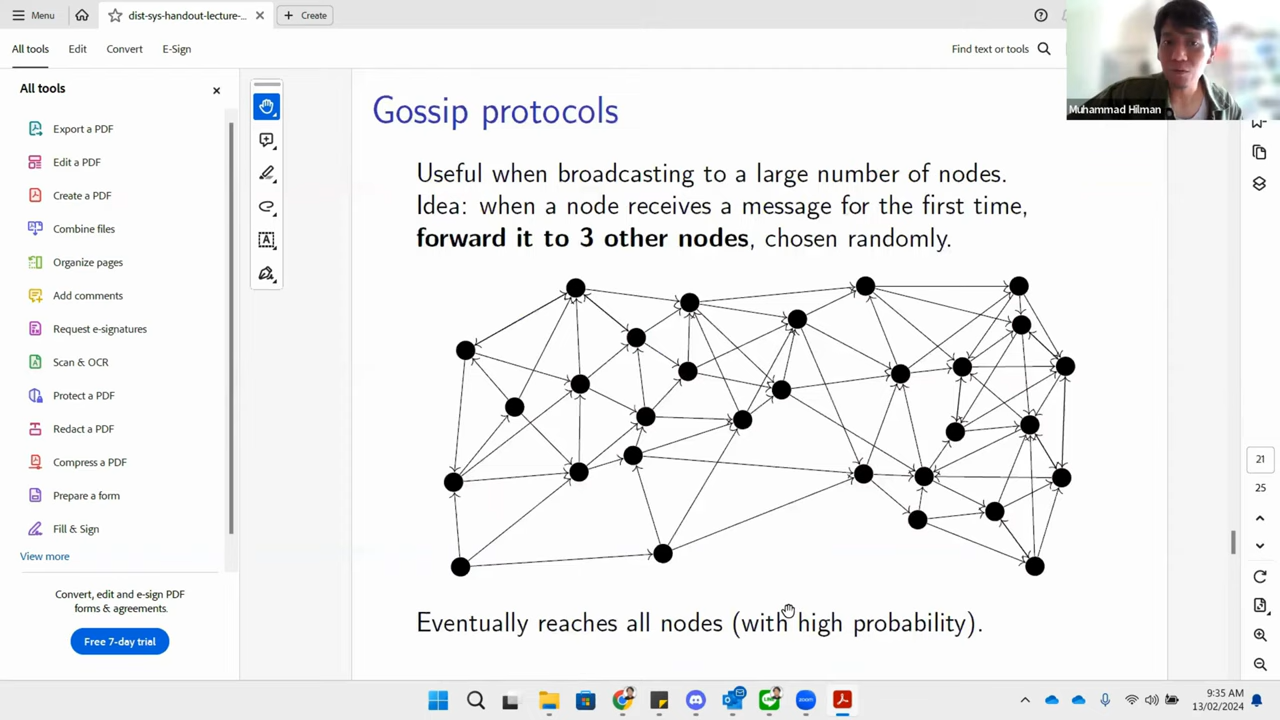 Menu
dist-sys-handout-lecture-...
Create
All tools
Edit
Convert
E-Sign
Find text or tools
Muhammad Hilman
All tools
Export a PDF
Edit a PDF
Create a PDF
Combine files
Organize pages
Add comments
Request e-signatures
Scan & OCR
Protect a PDF
Redact a PDF
Compress a PDF
Prepare a form
Fill & Sign
View more
Convert, edit and e-sign PDF
forms & agreements.
Free 7-day trial
Gossip protocols
Useful when broadcasting to a large number of nodes.
Idea: when a node receives a message for the first time,
forward it to 3 other nodes, chosen randomly.
Eventually reaches all nodes (with high probability).
21
25
9:35 AM
13/02/2024